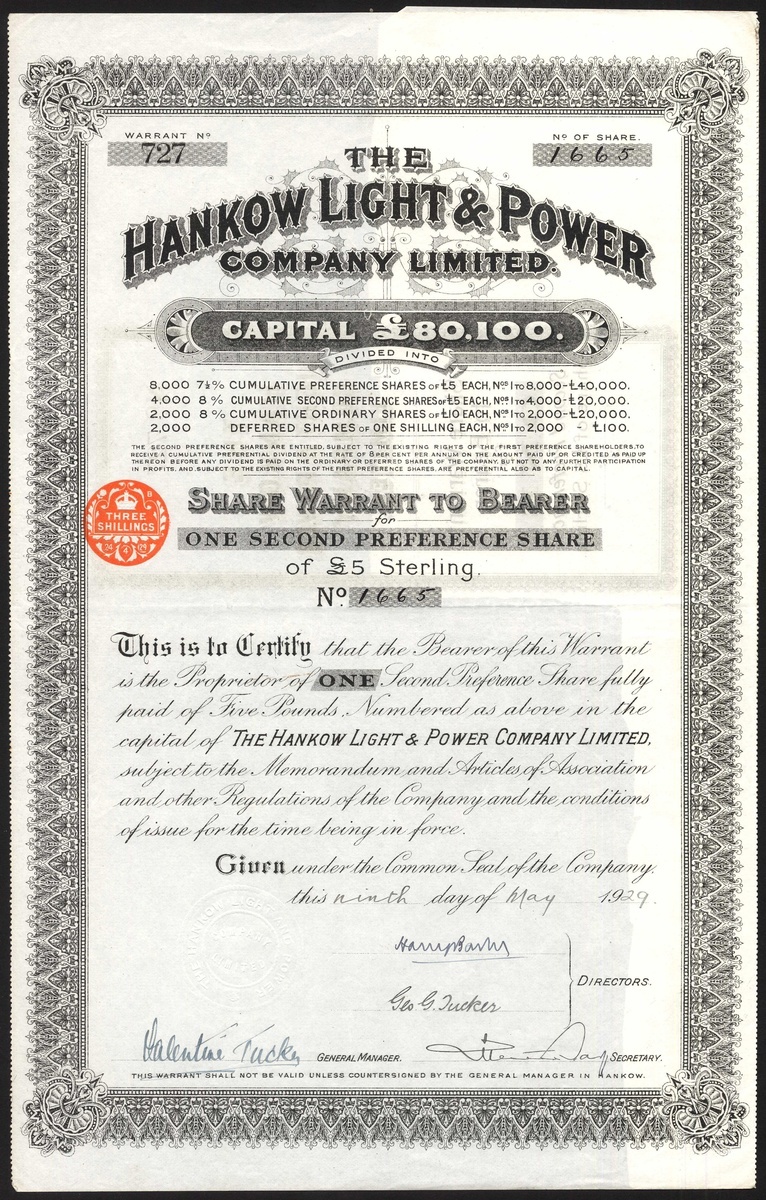 WARRANT Nº
727
Nº OF SHARE.
1665
THE
HANKOW LIGHT & POWER
COMPANY LIMITED.
CAPITAL £80,100.
DIVIDED INTO
8,000 7½% CUMULATIVE PREFERENCE SHARES OF £5 EACH, Nos 1 TO 8,000-£40,000.
4,000 8% CUMULATIVE SECOND PREFERENCE SHARES OF £5 EACH, Nos 1 TO 4,000-£20,000.
2,000 8% CUMULATIVE ORDINARY SHARES OF £10 EACH, Nos 1 TO 2,000-£20,000.
2,000 DEFERRED SHARES OF ONE SHILLING EACH, Nos 1 TO 2,000 - £100.
THE SECOND PREFERENCE SHARES ARE ENTITLED, SUBJECT TO THE EXISTING RIGHTS OF THE FIRST PREFERENCE SHAREHOLDERS, TO
RECEIVE A CUMULATIVE PREFERENTIAL DIVIDEND AT THE RATE OF 8 PER CENT PER ANNUM ON THE AMOUNT PAID UP OR CREDITED AS PAID UP
THEREON BEFORE ANY DIVIDEND IS PAID ON THE ORDINARY OR DEFERRED SHARES OF THE COMPANY, BUT NOT TO ANY FURTHER PARTICIPATION
IN PROFITS, AND, SUBJECT TO THE EXISTING RIGHTS OF THE FIRST PREFERENCE SHARES, ARE PREFERENTIAL ALSO AS TO CAPITAL.
THREE
SHILLINGS
SHARE WARRANT TO BEARER
for
ONE SECOND PREFERENCE SHARE
of £5 Sterling.
Nº 1665
This is to Certify that the Bearer of this Warrant
is the Proprietor of ONE Second Preference Share fully
paid of Five Pounds, Numbered as above in the
capital of THE HANKOW LIGHT & POWER COMPANY LIMITED,
subject to the Memorandum and Articles of Association
and other Regulations of the Company and the conditions
of issue for the time being in force.
Given under the Common Seal of the Company,
this ninth day of May 1929.
Geo G. Tucker
DIRECTORS.
Valentine Tucker GENERAL MANAGER.
SECRETARY.
THIS WARRANT SHALL NOT BE VALID UNLESS COUNTERSIGNED BY THE GENERAL MANAGER IN HANKOW.